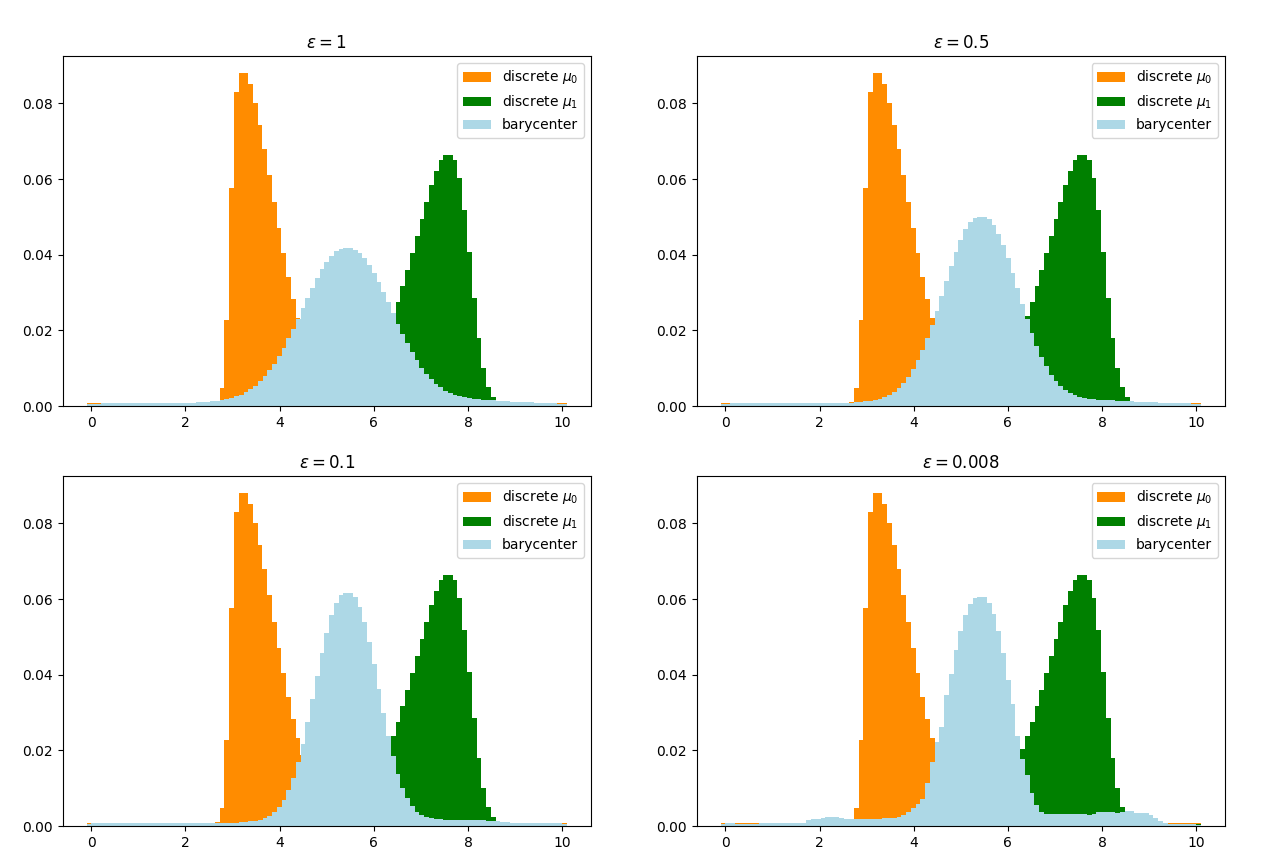 ε = 1
discrete μ₀
discrete μ₁
barycenter
0.08
0.06
0.04
0.02
0.00
0 2 4 6 8 10
ε = 0.5
discrete μ₀
discrete μ₁
barycenter
0.08
0.06
0.04
0.02
0.00
0 2 4 6 8 10
ε = 0.1
discrete μ₀
discrete μ₁
barycenter
0.08
0.06
0.04
0.02
0.00
0 2 4 6 8 10
ε = 0.008
discrete μ₀
discrete μ₁
barycenter
0.08
0.06
0.04
0.02
0.00
0 2 4 6 8 10